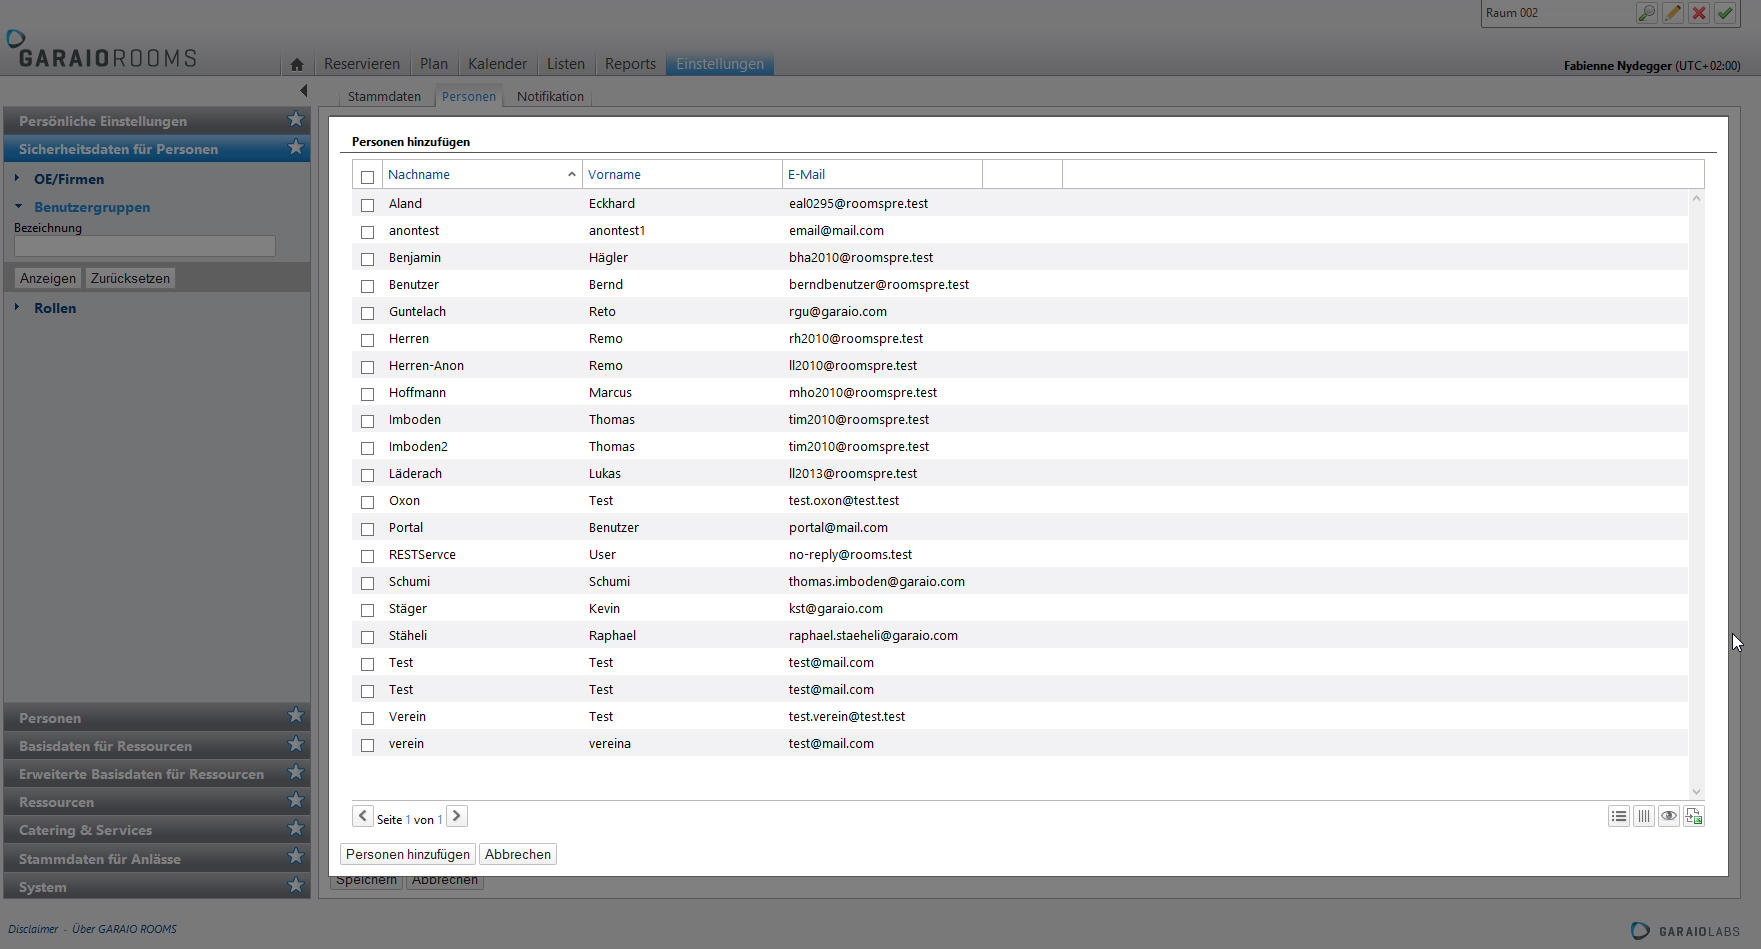 Raum 002
GARAIOROOMS
Reservieren Plan Kalender Listen Reports Einstellungen
Fabienne Nydegger (UTC+02:00)
Stammdaten Personen Notifikation
Persönliche Einstellungen
Sicherheitsdaten für Personen
OE/Firmen
Benutzergruppen
Bezeichnung
Anzeigen Zurücksetzen
Rollen
Personen
Basisdaten für Ressourcen
Erweiterte Basisdaten für Ressourcen
Ressourcen
Catering & Services
Stammdaten für Anlässe
System
Personen hinzufügen
Nachname Vorname E-Mail
Aland Eckhard eal0295@roomspre.test
anontest anontest1 email@mail.com
Benjamin Hägler bha2010@roomspre.test
Benutzer Bernd berndbenutzer@roomspre.test
Guntelach Reto rgu@garaio.com
Herren Remo rh2010@roomspre.test
Herren-Anon Remo ll2010@roomspre.test
Hoffmann Marcus mho2010@roomspre.test
Imboden Thomas tim2010@roomspre.test
Imboden2 Thomas tim2010@roomspre.test
Läderach Lukas ll2013@roomspre.test
Oxon Test test.oxon@test.test
Portal Benutzer portal@mail.com
RESTServce User no-reply@rooms.test
Schumi Schumi thomas.imboden@garaio.com
Stäger Kevin kst@garaio.com
Stäheli Raphael raphael.staeheli@garaio.com
Test Test test@mail.com
Test Test test@mail.com
Verein Test test.verein@test.test
verein vereina test@mail.com
Seite 1 von 1
Personen hinzufügen Abbrechen
Speichern Abbrechen
Disclaimer - Über GARAIO ROOMS
GARAIOLABS